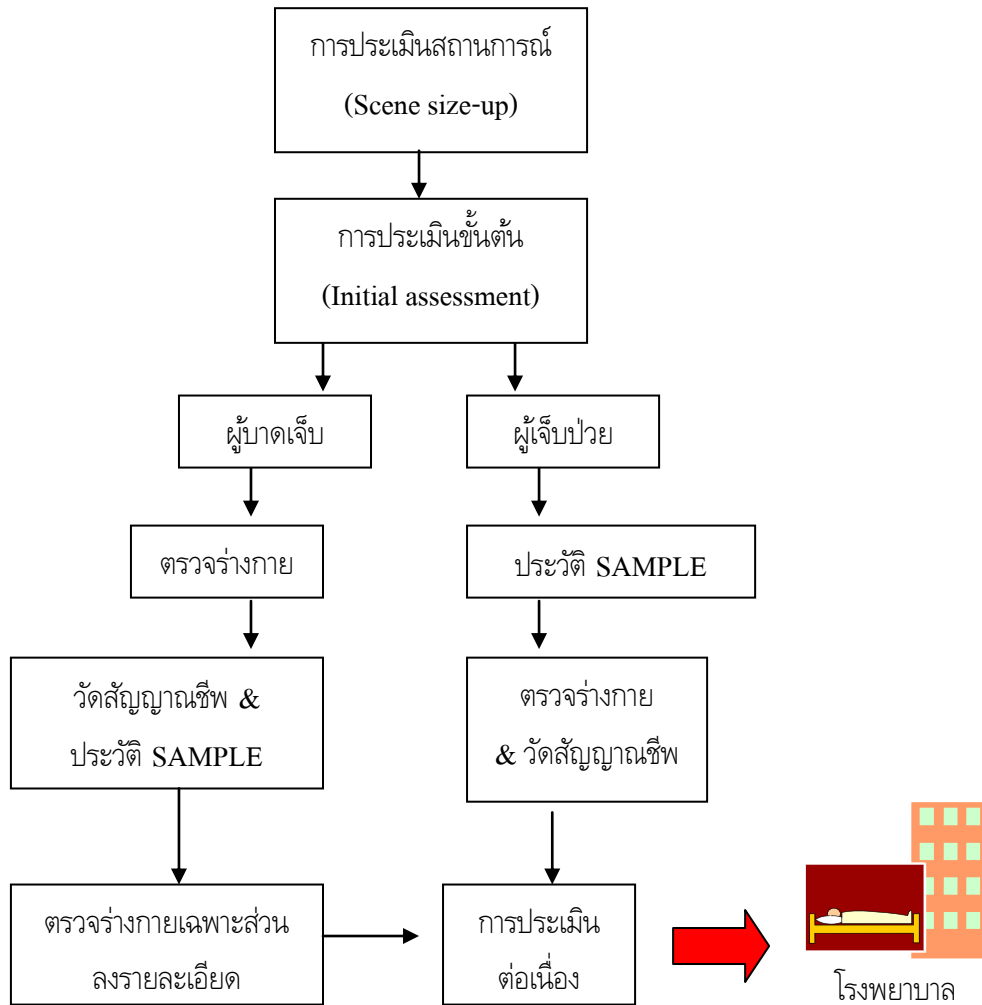 การประเมินสถานการณ์
(Scene size-up)
การประเมินขั้นต้น
(Initial assessment)
ผู้บาดเจ็บ
ผู้เจ็บป่วย
ตรวจร่างกาย
ประวัติ SAMPLE
วัดสัญญาณชีพ &
ประวัติ SAMPLE
ตรวจร่างกาย
& วัดสัญญาณชีพ
ตรวจร่างกายเฉพาะส่วน
ลงรายละเอียด
การประเมิน
ต่อเนื่อง
โรงพยาบาล